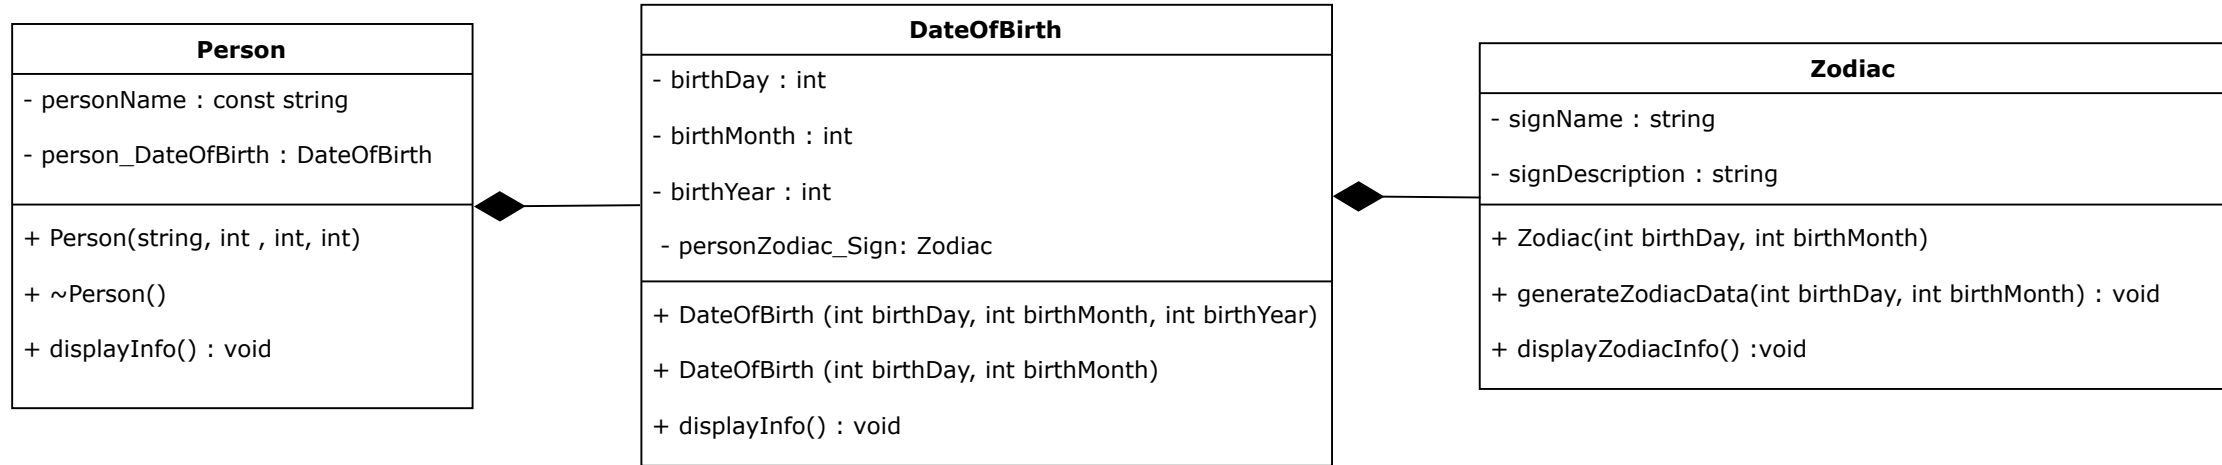 Person
- personName : const string
- person_DateOfBirth : DateOfBirth
+ Person(string, int , int, int)
+ ~Person()
+ displayInfo() : void
DateOfBirth
- birthDay : int
- birthMonth : int
- birthYear : int
- personZodiac_Sign: Zodiac
+ DateOfBirth (int birthDay, int birthMonth, int birthYear)
+ DateOfBirth (int birthDay, int birthMonth)
+ displayInfo() : void
Zodiac
- signName : string
- signDescription : string
+ Zodiac(int birthDay, int birthMonth)
+ generateZodiacData(int birthDay, int birthMonth) : void
+ displayZodiacInfo() :void